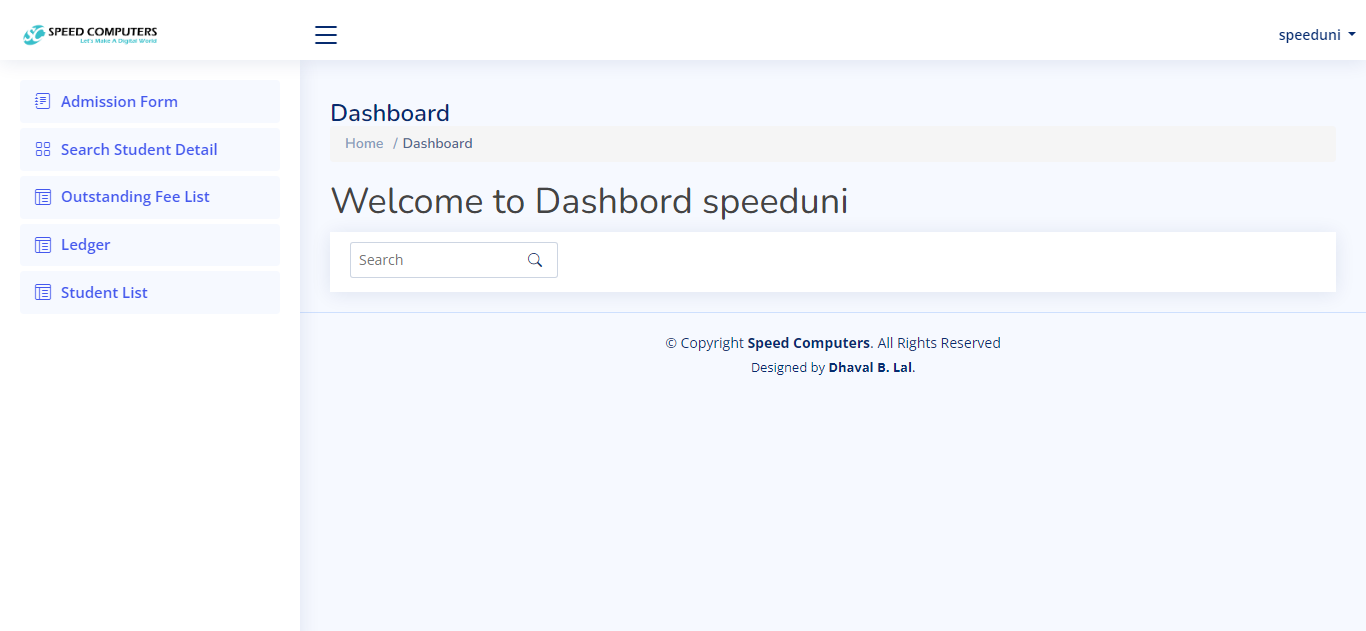 SPEED COMPUTERS
Let's Make A Digital World
speeduni
Admission Form
Search Student Detail
Outstanding Fee List
Ledger
Student List
Dashboard
Home / Dashboard
Welcome to Dashbord speeduni
Search
© Copyright Speed Computers. All Rights Reserved
Designed by Dhaval B. Lal.